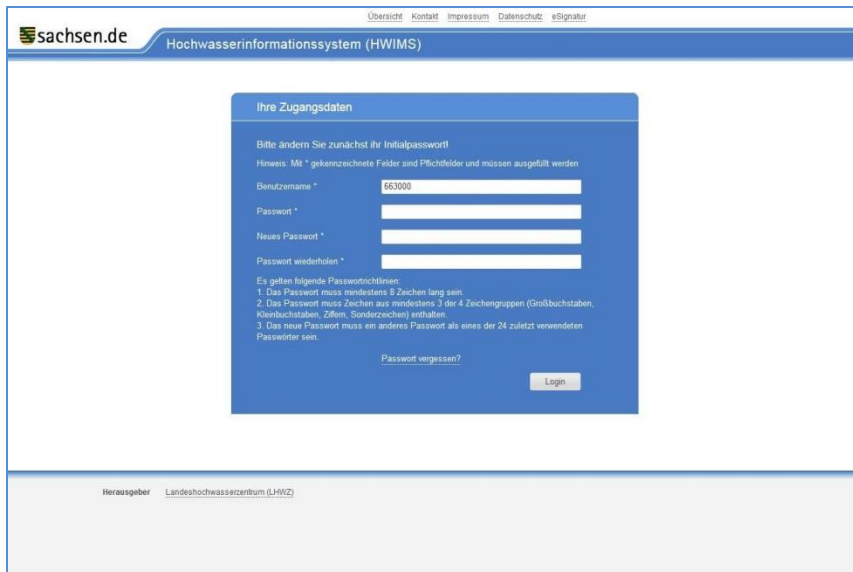 Übersicht Kontakt Impressum Datenschutz eSignatur
sachsen.de
Hochwasserinformationssystem (HWIMS)
Ihre Zugangsdaten
Bitte ändern Sie zunächst ihr Initialpasswort!
Hinweis: Mit * gekennzeichnete Felder sind Pflichtfelder und müssen ausgefüllt werden
Benutzername * 663000
Passwort *
Neues Passwort *
Passwort wiederholen *
Es gelten folgende Passwortrichtlinien:
1. Das Passwort muss mindestens 8 Zeichen lang sein.
2. Das Passwort muss Zeichen aus mindestens 3 der 4 Zeichengruppen (Großbuchstaben,
Kleinbuchstaben, Ziffern, Sonderzeichen) enthalten.
3. Das neue Passwort muss ein anderes Passwort als eines der 24 zuletzt verwendeten
Passwörter sein.
Passwort vergessen?
Login
Herausgeber Landeshochwasserzentrum (LHWZ)